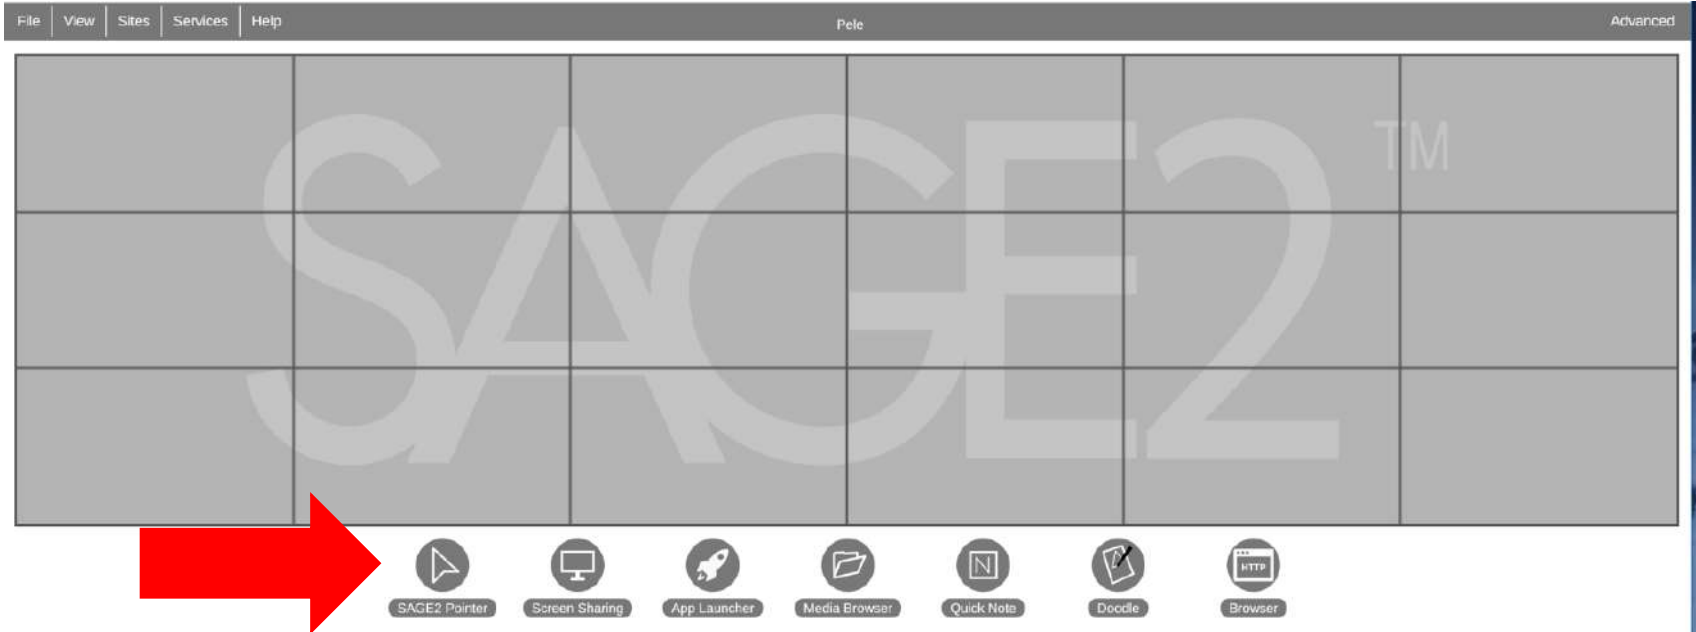 File View Sites Services Help Pele Advanced
SAGE2 TM
N
HTTP
SAGE2 Pointer Screen Sharing App Launcher Media Browser Quick Note Doodle Browser